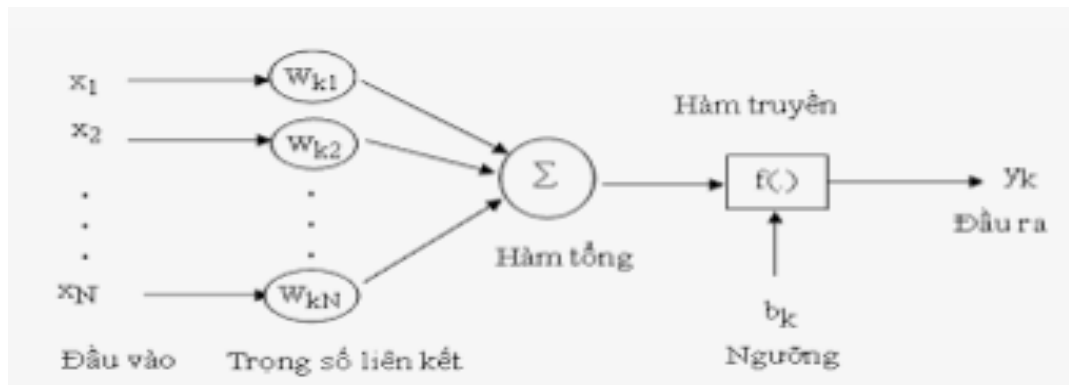 x1
wk1
Hàm truyền
x2
wk2
Σ
f(.)
yk
Đầu ra
Hàm tổng
xN
wkN
bk
Đầu vào
Trọng số liên kết
Ngưỡng